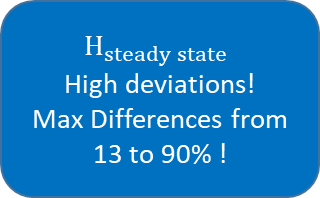 Hsteady state
High deviations!
Max Differences from
13 to 90% !